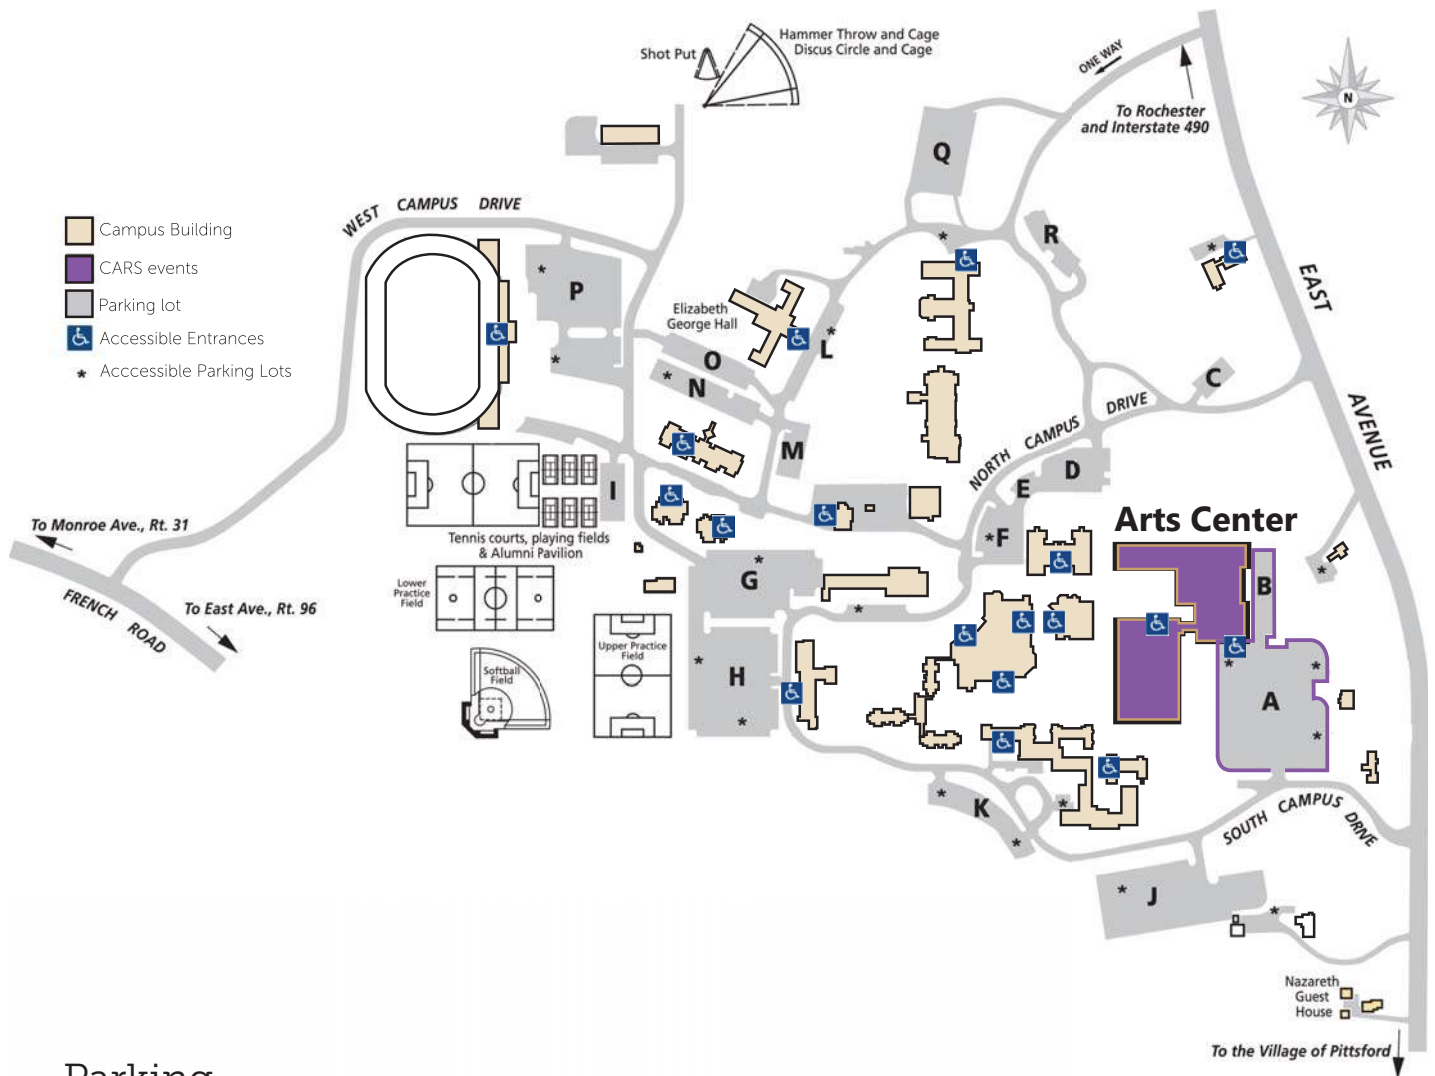 Hammer Throw and Cage
Discus Circle and Cage
Shot Put
ONE WAY
N
To Rochester
and Interstate 490
Q
WEST CAMPUS DRIVE
Campus Building
CARS events
Parking lot
Accessible Entrances
* Acccessible Parking Lots
R
*
EAST
AVENUE
P
*
Elizabeth
George Hall
L
*
O
N
*
C
NORTH CAMPUS DRIVE
M
D
E
I
F
*
Arts Center
To Monroe Ave., Rt. 31
Tennis courts, playing fields
& Alumni Pavilion
G
*
B
Lower
Practice
Field
FRENCH ROAD
To East Ave., Rt. 96
Upper Practice
Field
Softball
Field
H
*
A
*
K
*
SOUTH CAMPUS DRIVE
J
*
Nazareth
Guest
House
To the Village of Pittsford
Parking